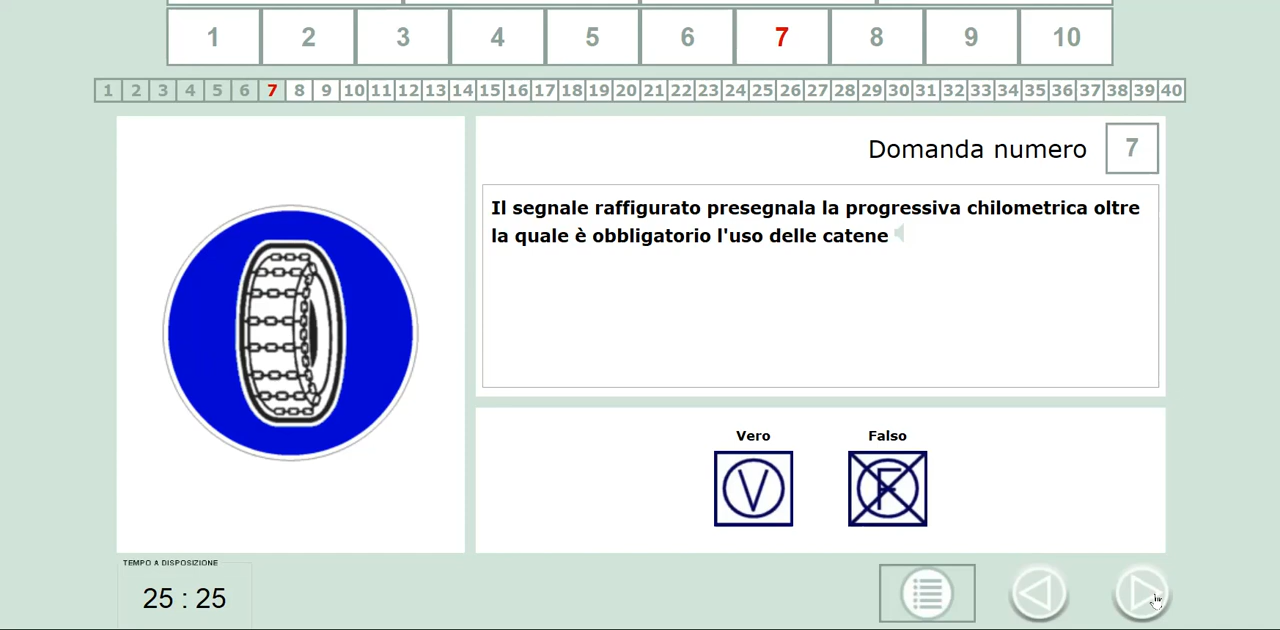 1 2 3 4 5 6 7 8 9 10
1 2 3 4 5 6 7 8 9 10 11 12 13 14 15 16 17 18 19 20 21 22 23 24 25 26 27 28 29 30 31 32 33 34 35 36 37 38 39 40
Domanda numero 7
Il segnale raffigurato presegnala la progressiva chilometrica oltre
la quale è obbligatorio l'uso delle catene
Vero Falso
V F
TEMPO A DISPOSIZIONE
25 : 25